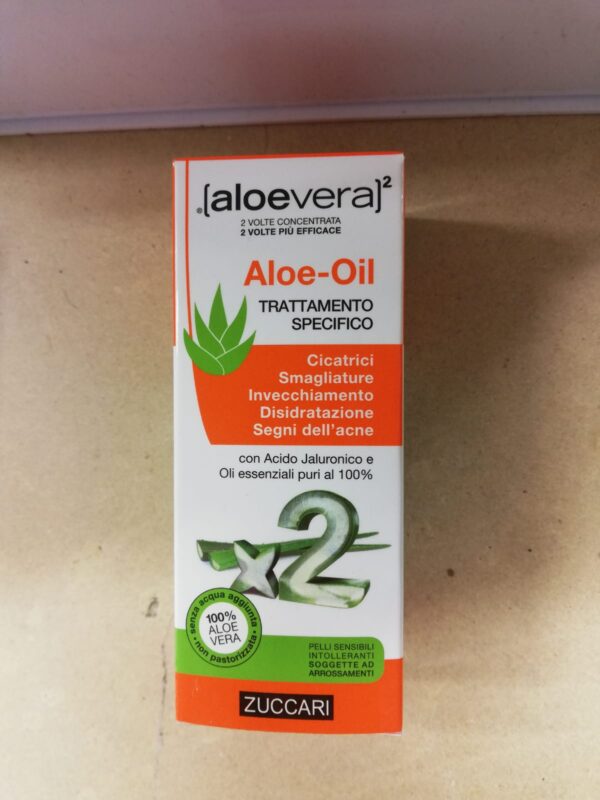 [aloevera]²
2 VOLTE CONCENTRATA
2 VOLTE PIÙ EFFICACE
Aloe-Oil
TRATTAMENTO
SPECIFICO
Cicatrici
Smagliature
Invecchiamento
Disidratazione
Segni dell'acne
con Acido Jaluronico e
Oli essenziali puri al 100%
x2
senza acqua aggiunta
100%
ALOE
VERA
non pastorizzata
PELLI SENSIBILI
INTOLLERANTI
SOGGETTE AD
ARROSSAMENTI
ZUCCARI